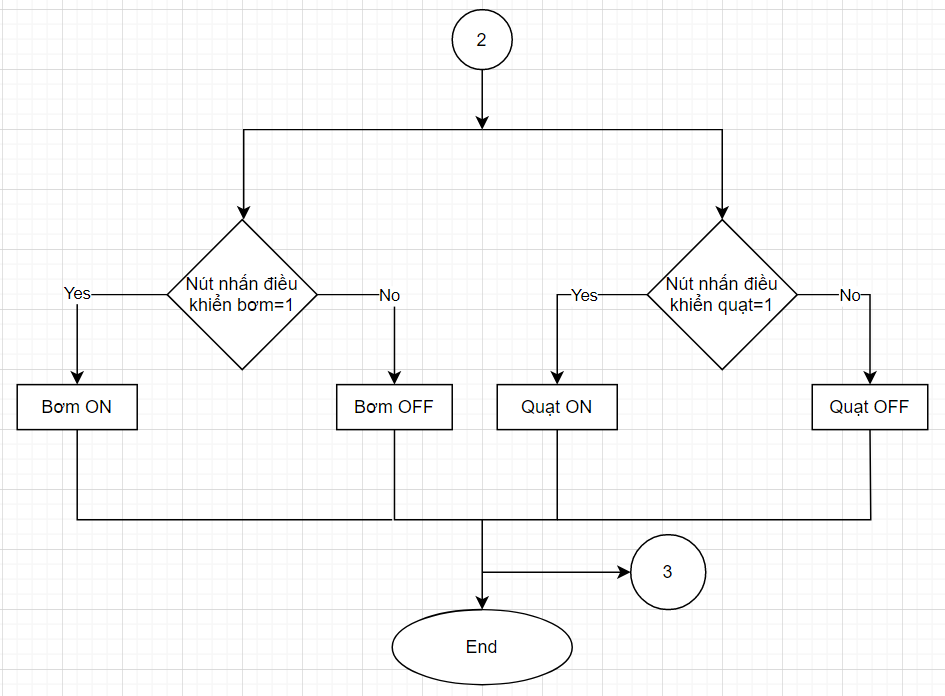 2
Nút nhấn điều
khiển bơm=1
Nút nhấn điều
khiển quạt=1
Yes
No
Yes
No
Bơm ON
Bơm OFF
Quạt ON
Quạt OFF
3
End